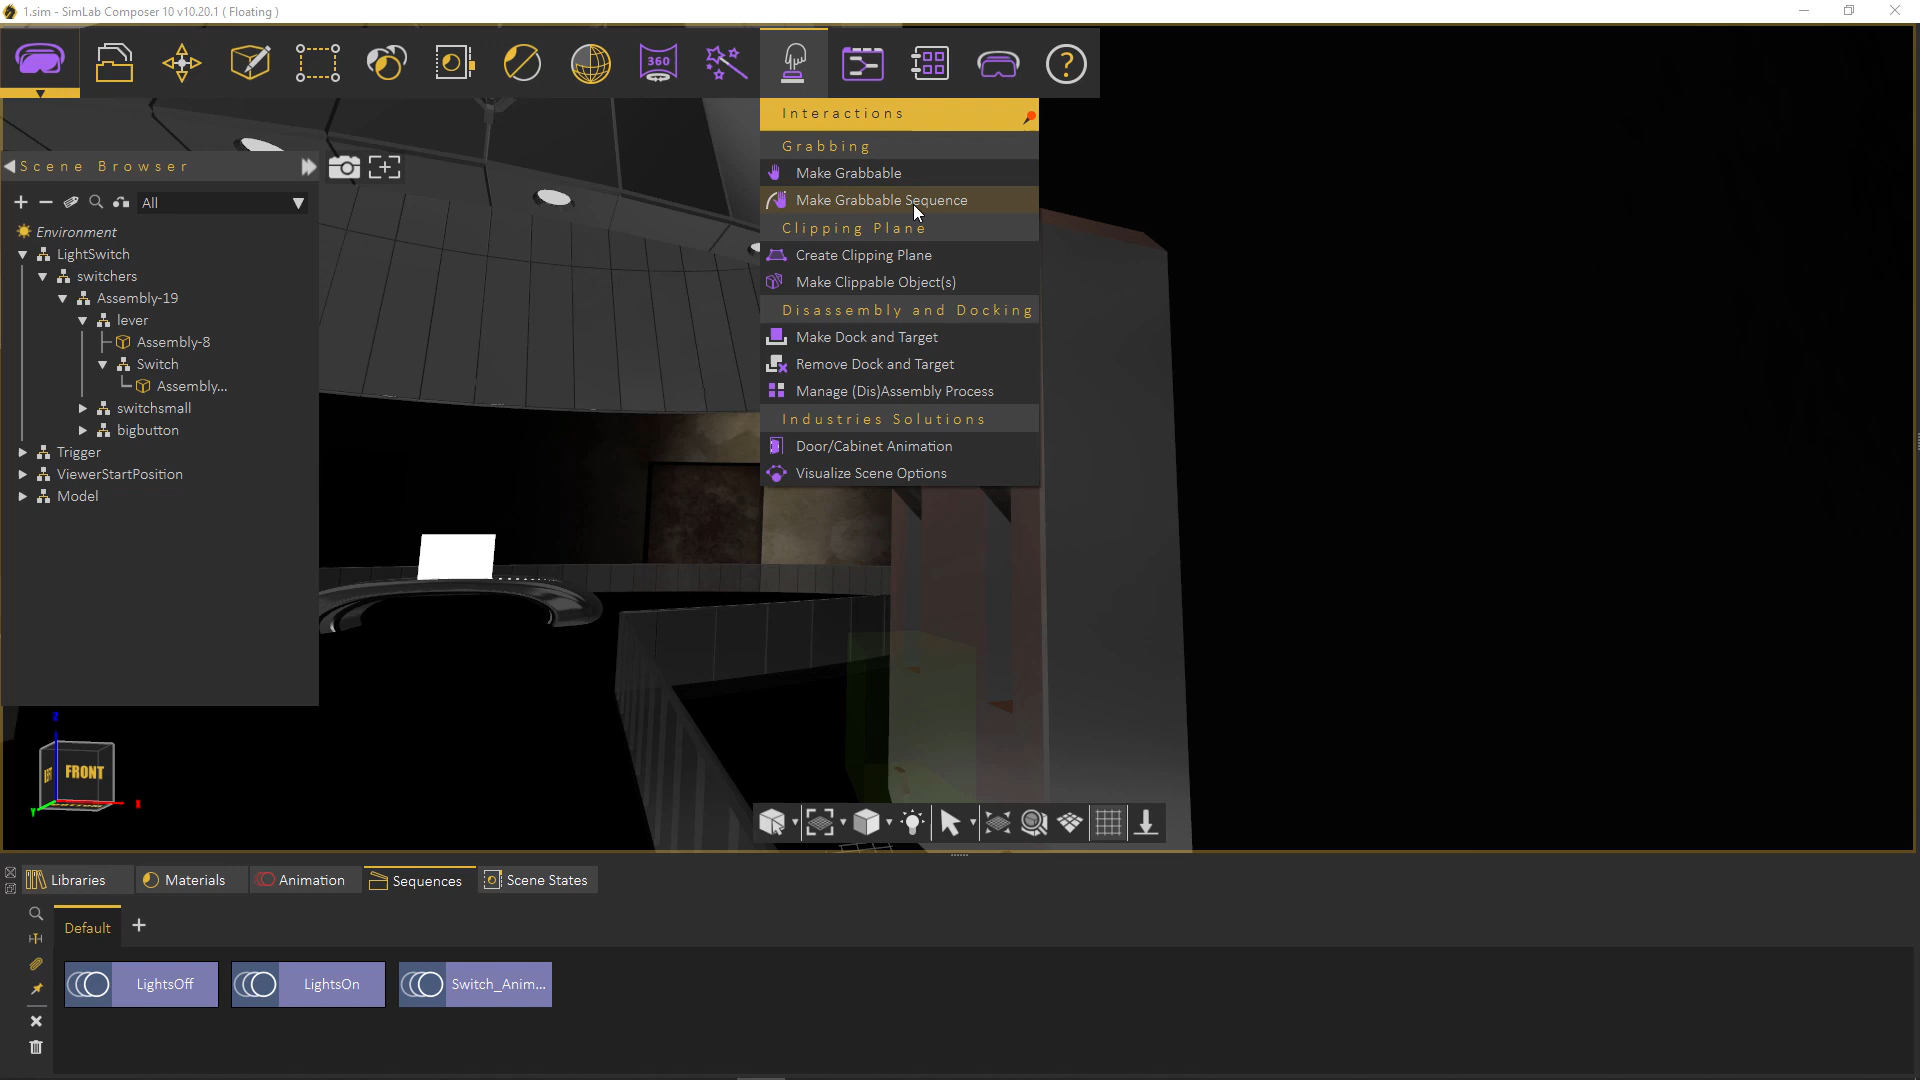 1.sim - SimLab Composer 10 v10.20.1 ( Floating )
360
?
Interactions
Grabbing
Make Grabbable
Make Grabbable Sequence
Clipping Plane
Create Clipping Plane
Make Clippable Object(s)
Disassembly and Docking
Make Dock and Target
Remove Dock and Target
Manage (Dis)Assembly Process
Industries Solutions
Door/Cabinet Animation
Visualize Scene Options
Scene Browser
All
Environment
LightSwitch
switchers
Assembly-19
lever
Assembly-8
Switch
Assembly...
switchsmall
bigbutton
Trigger
ViewerStartPosition
Model
Z
FRONT
X
Y
Libraries
Materials
Animation
Sequences
Scene States
Default
LightsOff
LightsOn
Switch_Anim...